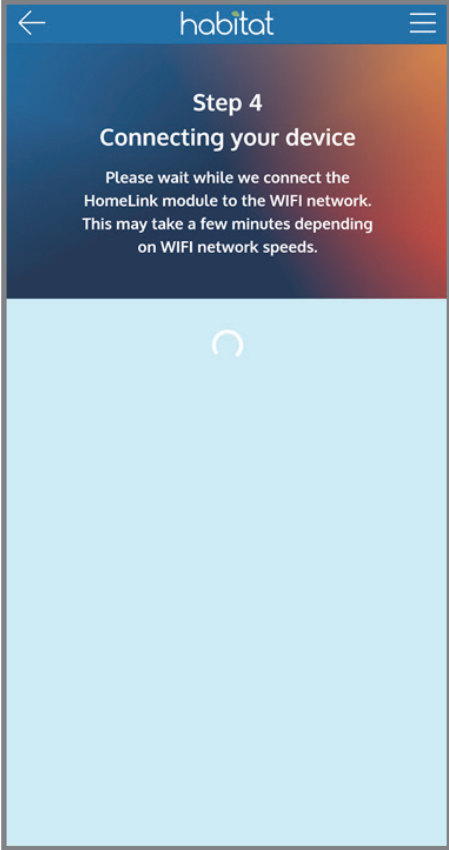 habitat
Step 4
Connecting your device
Please wait while we connect the
HomeLink module to the WIFI network.
This may take a few minutes depending
on WIFI network speeds.